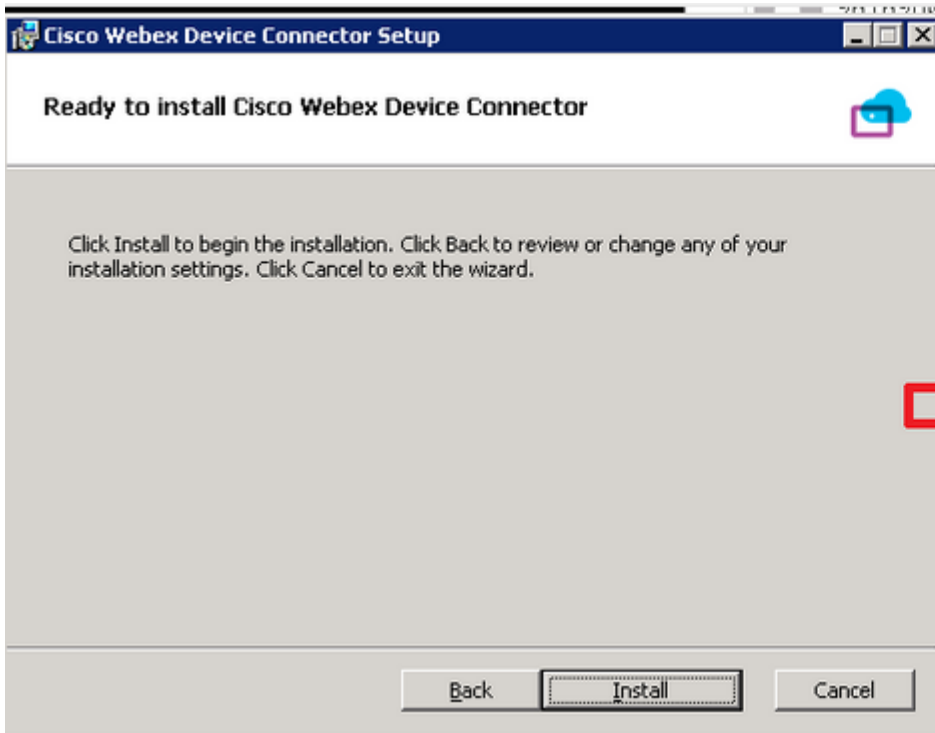 Cisco Webex Device Connector Setup
Ready to install Cisco Webex Device Connector
Click Install to begin the installation. Click Back to review or change any of your
installation settings. Click Cancel to exit the wizard.
Back
Install
Cancel